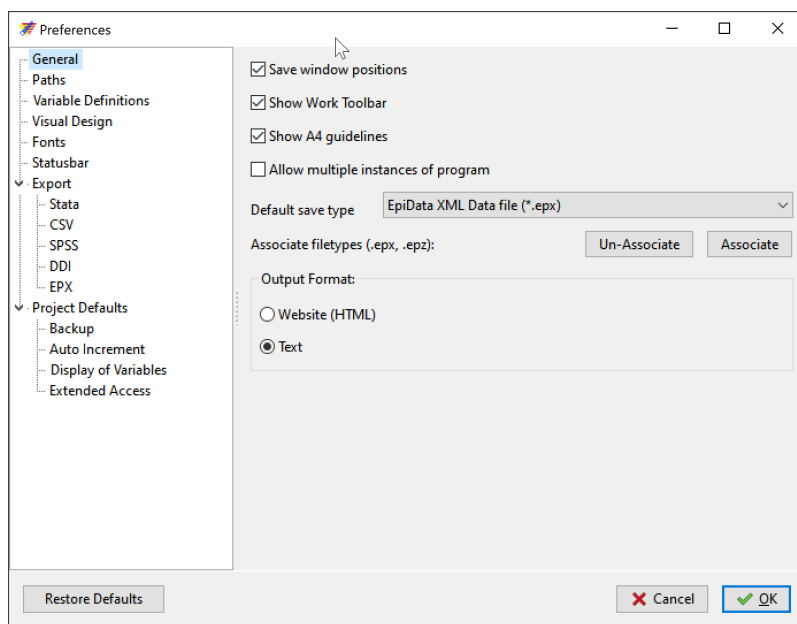 Preferences
General
Paths
Variable Definitions
Visual Design
Fonts
Statusbar
Export
Stata
CSV
SPSS
DDI
EPX
Project Defaults
Backup
Auto Increment
Display of Variables
Extended Access
Save window positions
Show Work Toolbar
Show A4 guidelines
Allow multiple instances of program
Default save type EpiData XML Data file (*.epx)
Associate filetypes (.epx, .epz): Un-Associate Associate
Output Format:
Website (HTML)
Text
Restore Defaults Cancel OK